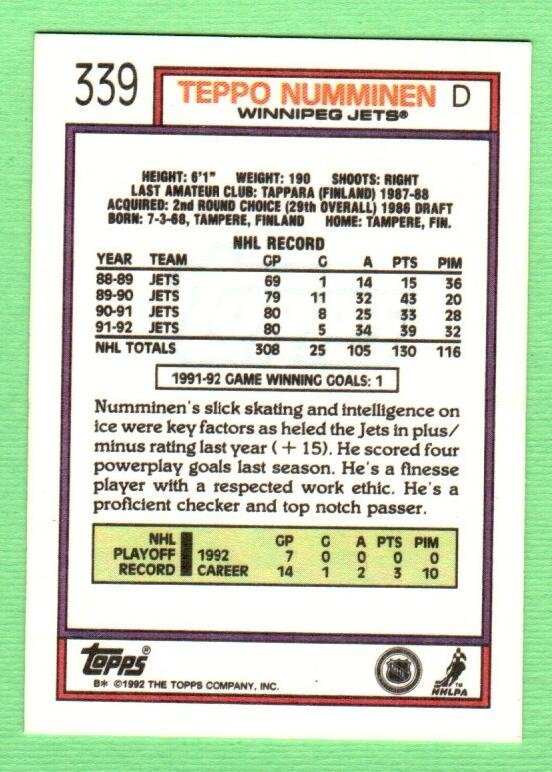 339
TEPPO NUMMINEN D
WINNIPEG JETS®
HEIGHT: 6'1" WEIGHT: 190 SHOOTS: RIGHT
LAST AMATEUR CLUB: TAPPARA (FINLAND) 1987-88
ACQUIRED: 2nd ROUND CHOICE (29th OVERALL) 1986 DRAFT
BORN: 7-3-68, TAMPERE, FINLAND HOME: TAMPERE, FIN.
NHL RECORD
YEAR TEAM GP G A PTS PIM
88-89 JETS 69 1 14 15 36
89-90 JETS 79 11 32 43 20
90-91 JETS 80 8 25 33 28
91-92 JETS 80 5 34 39 32
NHL TOTALS 308 25 105 130 116
1991-92 GAME WINNING GOALS: 1
Numminen's slick skating and intelligence on
ice were key factors as heled the Jets in plus/
minus rating last year (+ 15). He scored four
powerplay goals last season. He's a finesse
player with a respected work ethic. He's a
proficient checker and top notch passer.
NHL GP G A PTS PIM
PLAYOFF 1992 7 0 0 0 0
RECORD CAREER 14 1 2 3 10
TOPPS®
B* ©1992 THE TOPPS COMPANY, INC.
NHL
NHLPA™